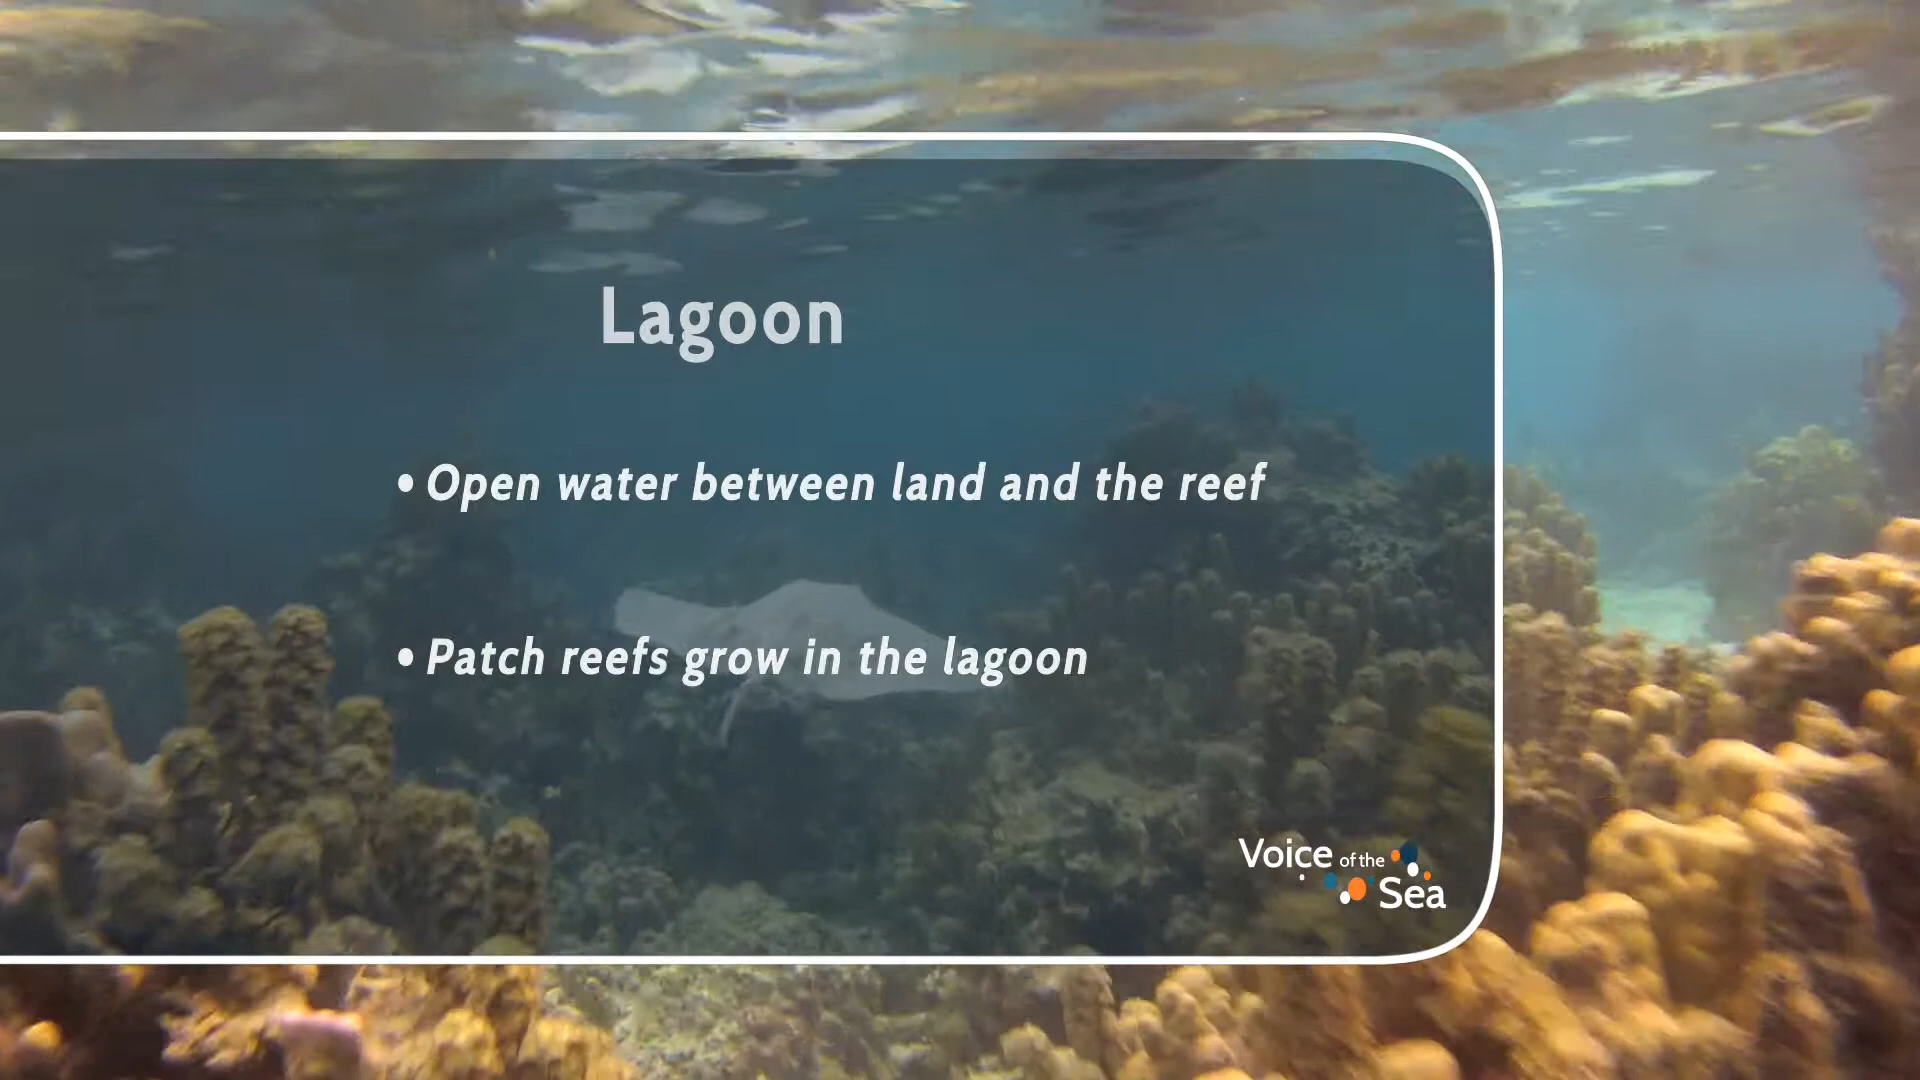 Lagoon
• Open water between land and the reef
• Patch reefs grow in the lagoon
Voice of the
Sea